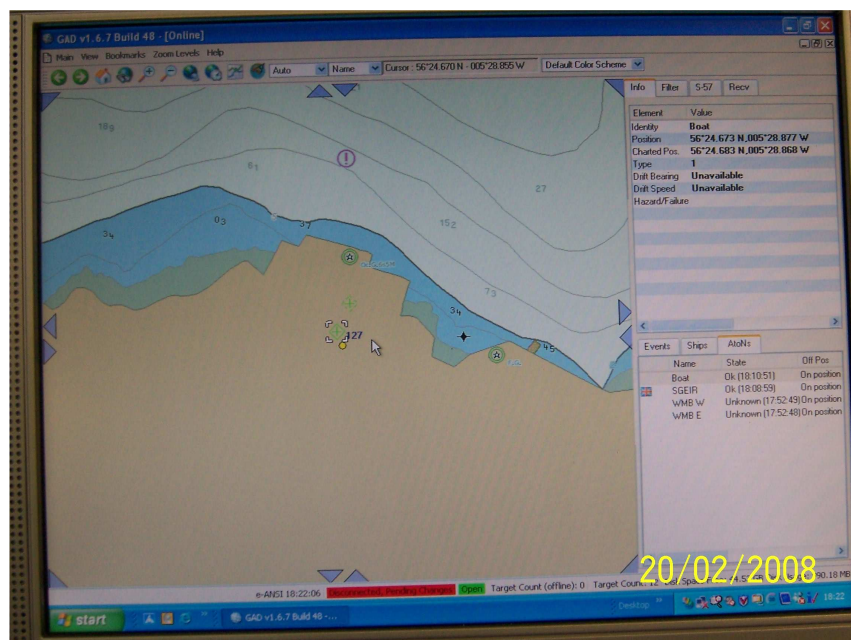 GAD v1.6.7 Build 48 - [Online]
Main View Bookmarks Zoom Levels Help
Auto Name Cursor : 56°24.670 N - 005°28.855 W Default Color Scheme
Info Filter S-57 Recv
Element Value
Identity Boat
Position 56°24.673 N,005°28.877 W
Charted Pos. 56°24.683 N,005°28.868 W
Type 1
Drift Bearing Unavailable
Drift Speed Unavailable
Hazard/Failure
18₉
6₁
27
15₂
0₃
3₄
3₇
7₃
3₄
127
4₅
Events Ships AtoNs
Name State Off Pos
Boat Ok (18:10:51) On position
SGEIR Ok (18:08:59) On position
WMB W Unknown (17:52:49) On position
WMB E Unknown (17:52:48) On position
20/02/2008
e-ANSI 18:22:06 Disconnected, Pending Changes Open Target Count (offline): 0 Target
start GAD v1.6.7 Build 48 -... Desktop 18:22